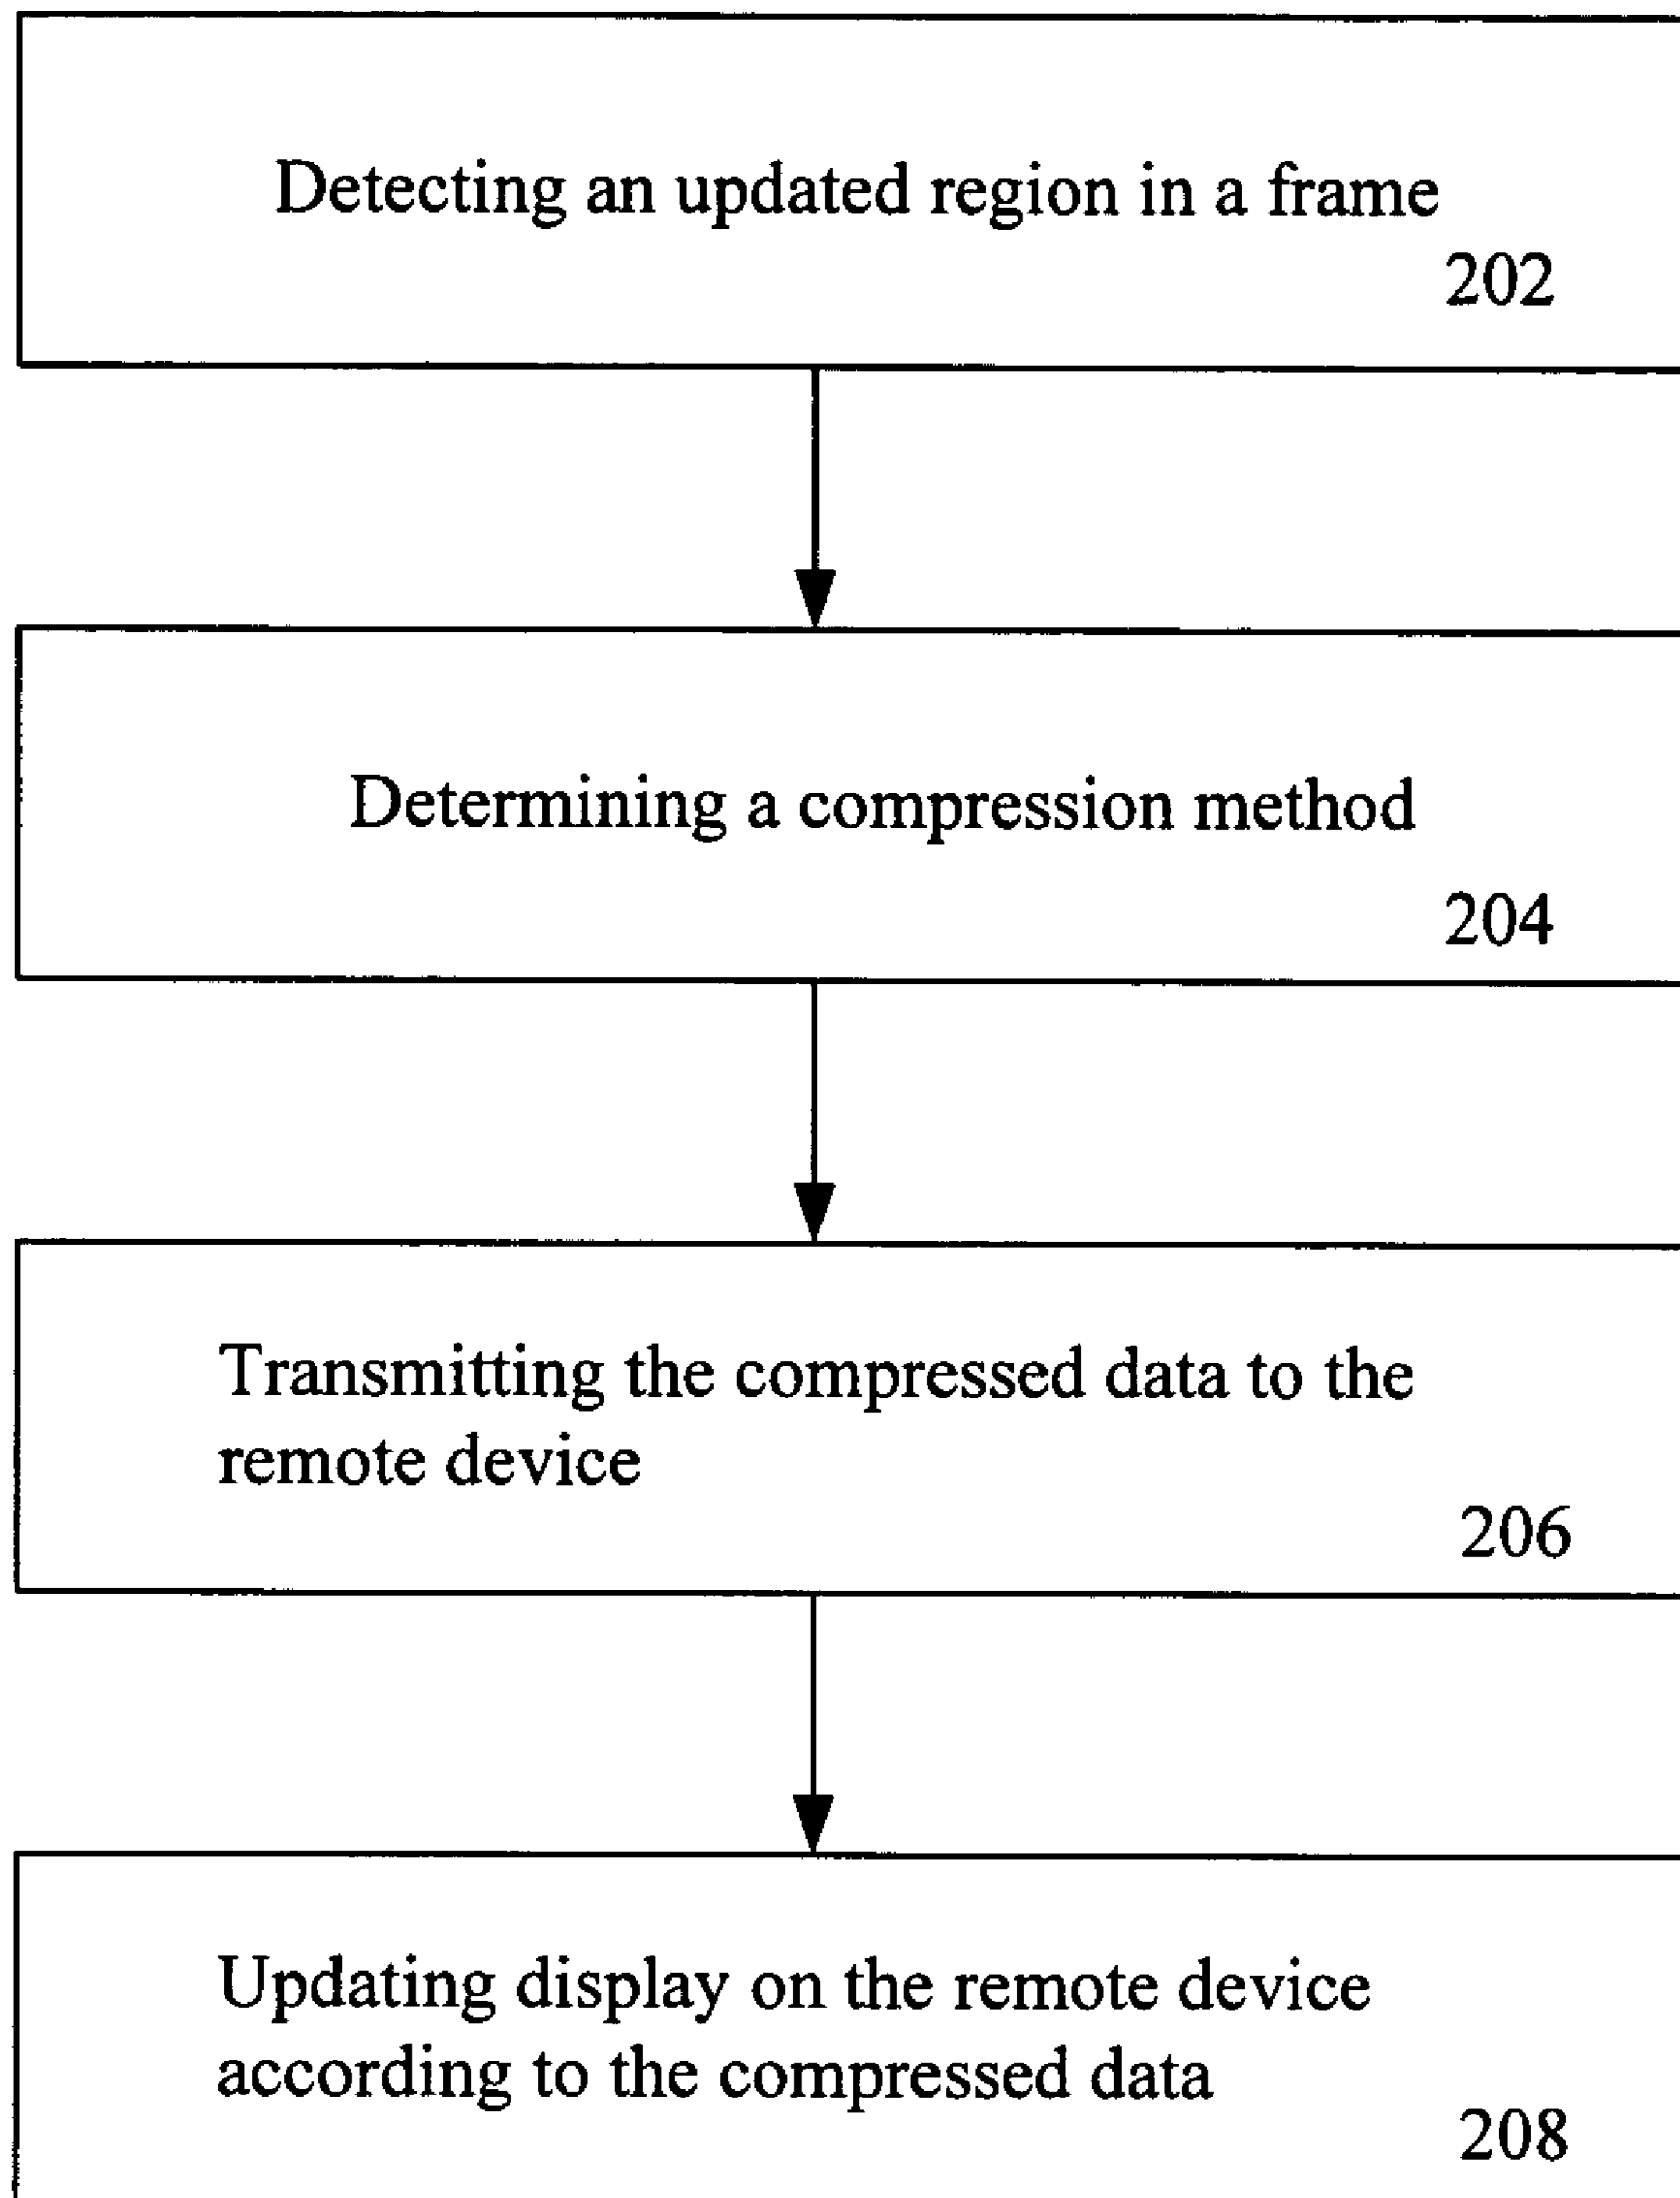 Detecting an updated region in a frame
202
Determining a compression method
204
Transmitting the compressed data to the
remote device
206
Updating display on the remote device
according to the compressed data
208